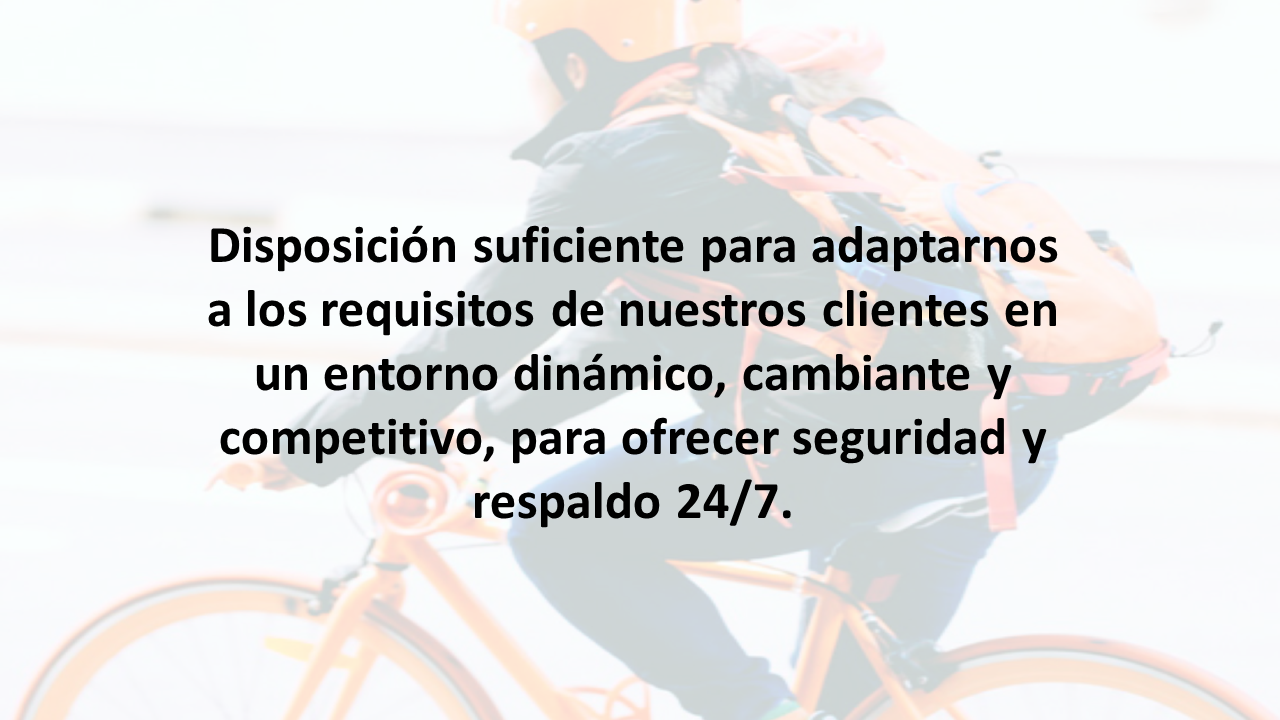 Disposición suficiente para adaptarnos
a los requisitos de nuestros clientes en
un entorno dinámico, cambiante y
competitivo, para ofrecer seguridad y
respaldo 24/7.